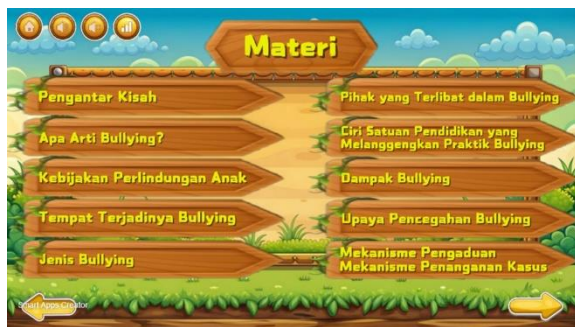 Materi
Pengantar Kisah
Apa Arti Bullying?
Kebijakan Perlindungan Anak
Tempat Terjadinya Bullying
Jenis Bullying
Pihak yang Terlibat dalam Bullying
Ciri Satuan Pendidikan yang
Melanggengkan Praktik Bullying
Dampak Bullying
Upaya Pencegahan Bullying
Mekanisme Pengaduan
Mekanisme Penanganan Kasus
Smart Apps Creator